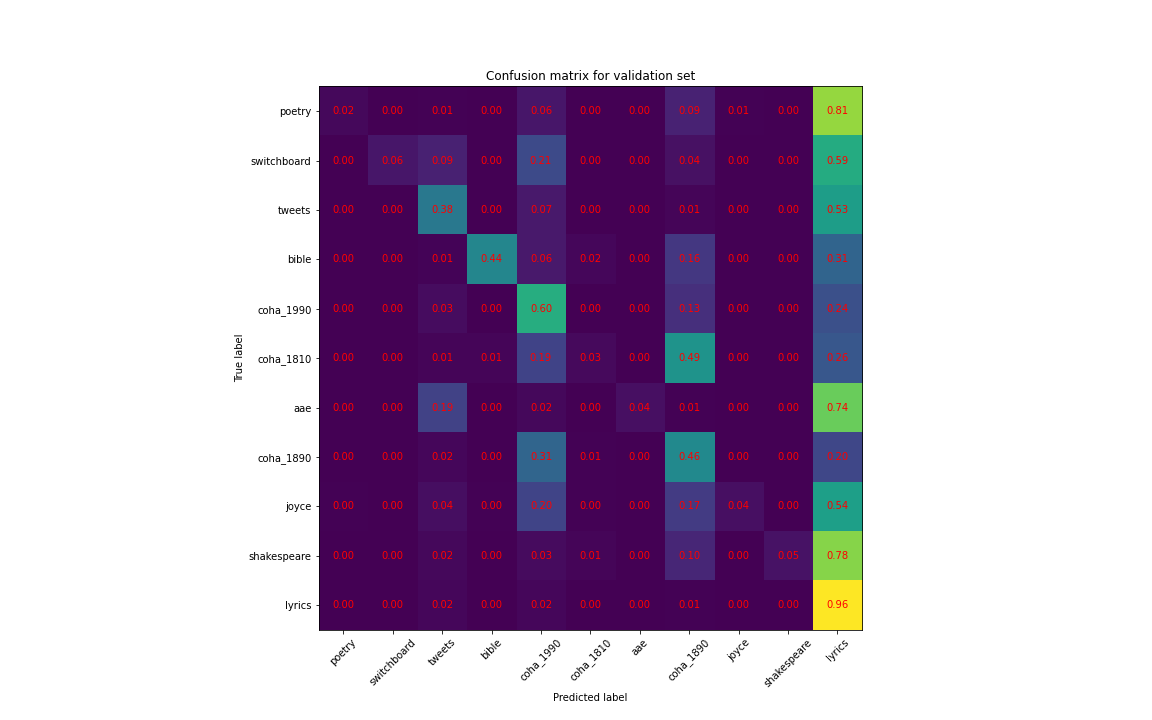 Confusion matrix for validation set
poetry 0.02 0.00 0.01 0.00 0.06 0.00 0.00 0.09 0.01 0.00 0.81
switchboard 0.00 0.06 0.09 0.00 0.00 0.00 0.04 0.00 0.00 0.59
tweets 0.00 0.00 0.38 0.00 0.07 0.00 0.00 0.01 0.00 0.00 0.53
bible 0.00 0.00 0.01 0.44 0.06 0.02 0.00 0.00 0.00 0.31
coha_1990 0.00 0.00 0.03 0.00 0.60 0.00 0.00 0.13 0.00 0.00
coha_1810 0.00 0.00 0.01 0.01 0.03 0.00 0.49 0.00 0.00 0.26
aae 0.00 0.00 0.00 0.02 0.00 0.04 0.01 0.00 0.00 0.74
coha_1890 0.00 0.00 0.02 0.00 0.31 0.01 0.00 0.46 0.00 0.00
joyce 0.00 0.00 0.04 0.00 0.00 0.00 0.17 0.04 0.00 0.54
shakespeare 0.00 0.00 0.02 0.00 0.03 0.01 0.00 0.10 0.00 0.05 0.78
lyrics 0.00 0.00 0.02 0.00 0.02 0.00 0.00 0.01 0.00 0.00 0.96
True label
poetry switchboard tweets bible coha_1990 coha_1810 aae coha_1890 joyce shakespeare lyrics
Predicted label